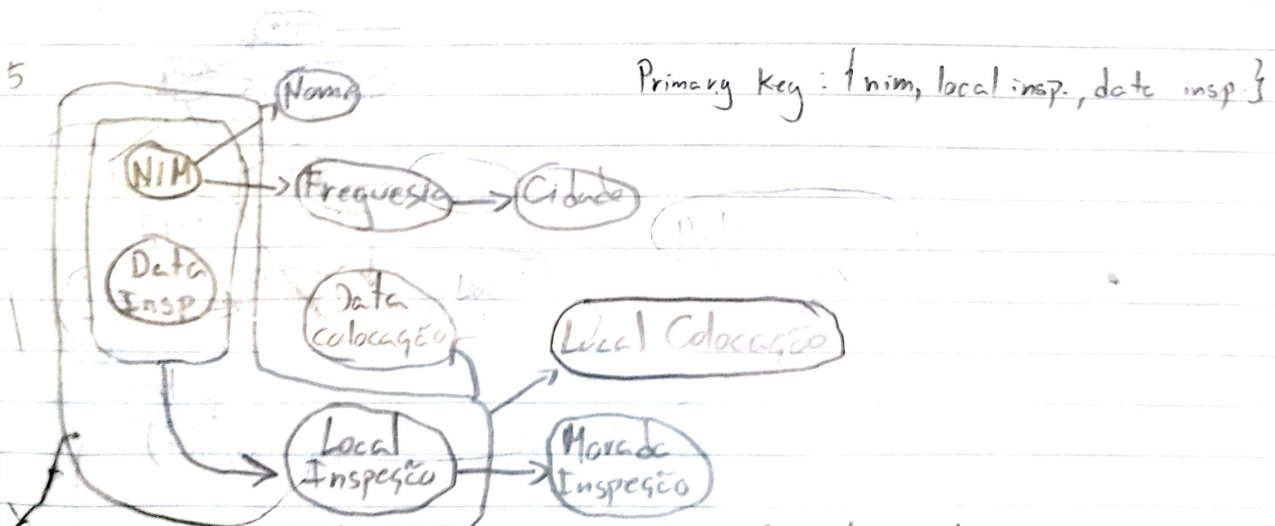 5
Primary Key : {nim, local insp., data insp.}
Nome
NIM
Freguesia
Cidade
Data
Insp
Data
colocação
Local Colocação
Local
Inspeção
Morada
Inspeção